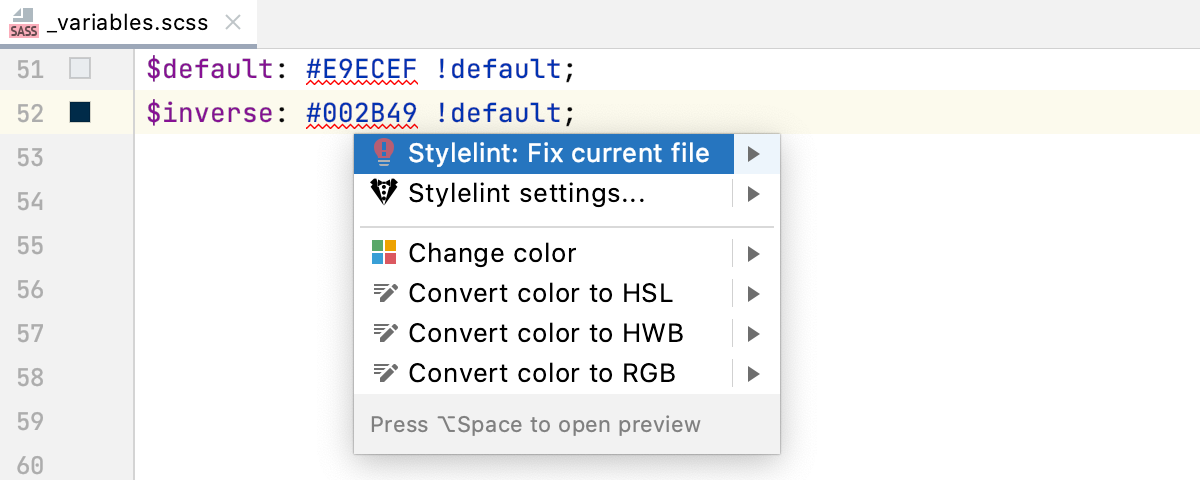 SASS _variables.scss
51 $default: #E9ECEF !default;
52 $inverse: #002B49 !default;
53
Stylelint: Fix current file
54
Stylelint settings...
55
Change color
56
Convert color to HSL
57
Convert color to HWB
58
Convert color to RGB
59
Press ⌥Space to open preview
60